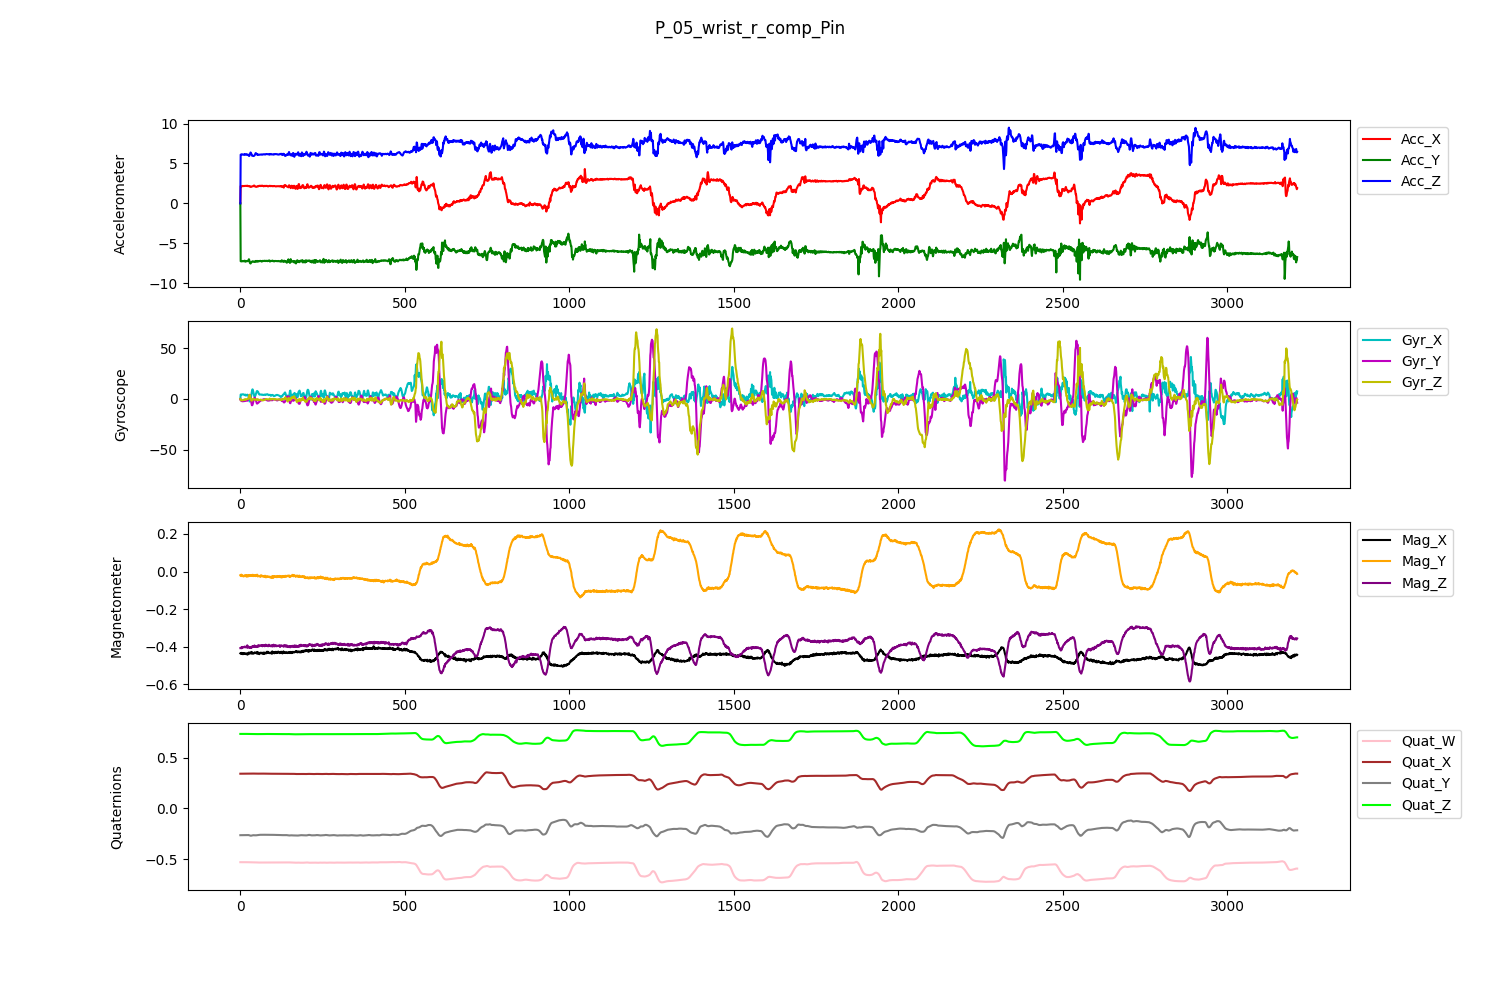 P_05_wrist_r_comp_Pin
Accelerometer
10
5
0
−5
−10
0 500 1000 1500 2000 2500 3000
Acc_X
Acc_Y
Acc_Z
Gyroscope
50
0
−50
0 500 1000 1500 2000 2500 3000
Gyr_X
Gyr_Y
Gyr_Z
Magnetometer
0.2
0.0
−0.2
−0.4
−0.6
0 500 1000 1500 2000 2500 3000
Mag_X
Mag_Y
Mag_Z
Quaternions
0.5
0.0
−0.5
0 500 1000 1500 2000 2500 3000
Quat_W
Quat_X
Quat_Y
Quat_Z